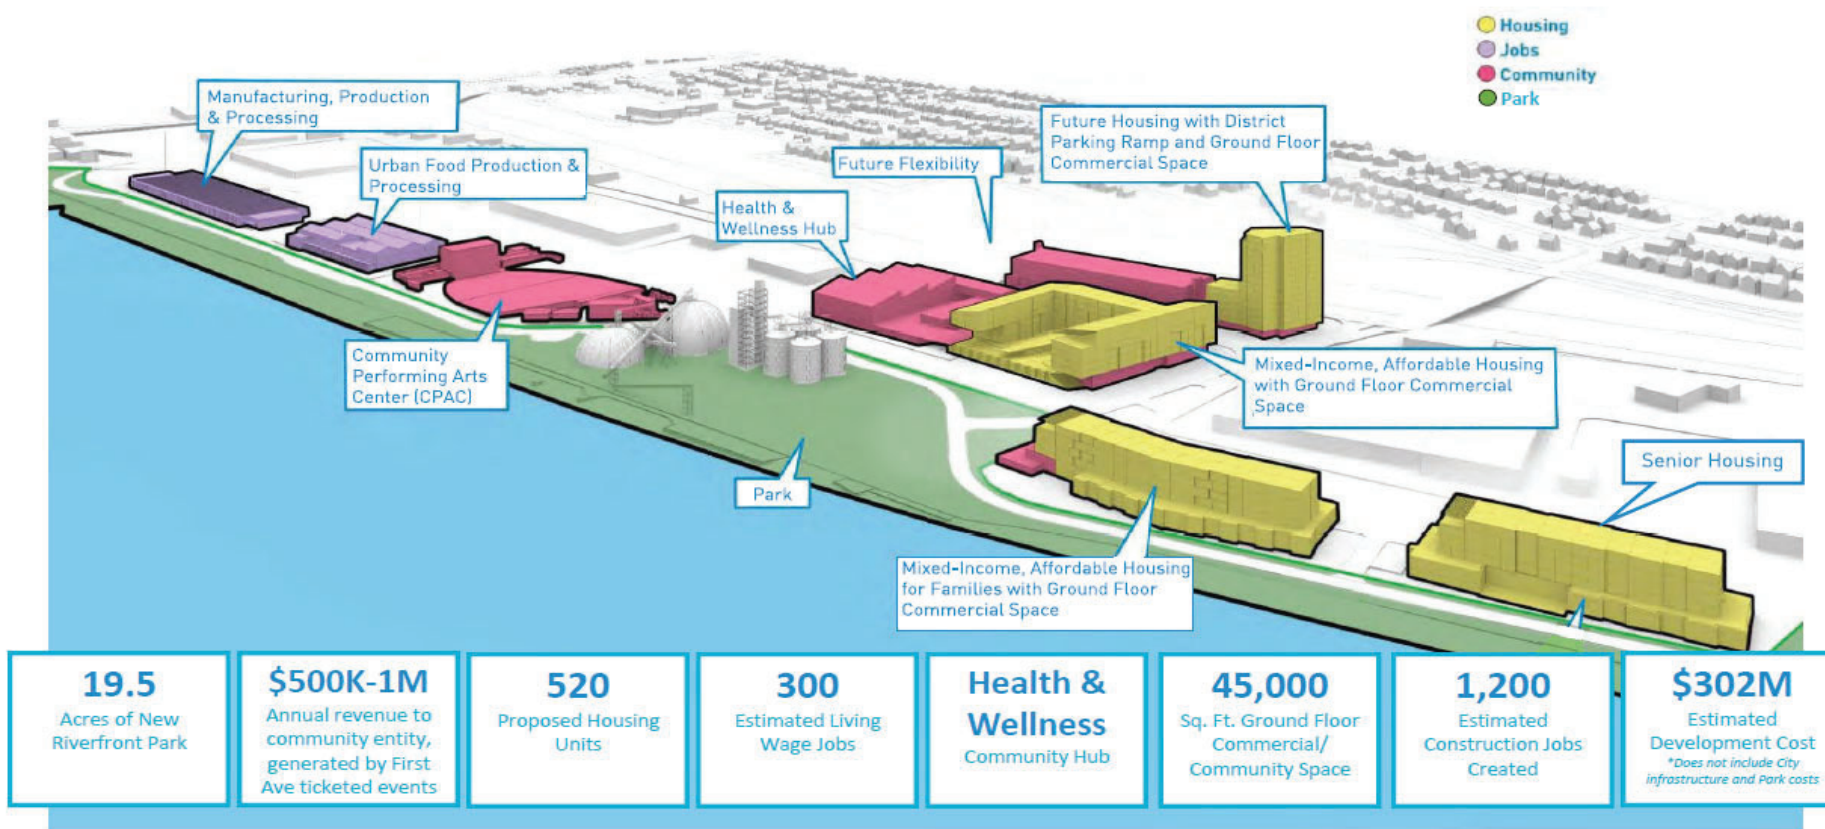 Housing
Jobs
Community
Park
Manufacturing, Production
& Processing
Urban Food Production &
Processing
Future Flexibility
Future Housing with District
Parking Ramp and Ground Floor
Commercial Space
Health &
Wellness Hub
Community
Performing Arts
Center (CPAC)
Mixed-Income, Affordable Housing
with Ground Floor Commercial
Space
Senior Housing
Park
Mixed-Income, Affordable Housing
for Families with Ground Floor
Commercial Space
19.5
Acres of New
Riverfront Park
$500K-1M
Annual revenue to
community entity,
generated by First
Ave ticketed events
520
Proposed Housing
Units
300
Estimated Living
Wage Jobs
Health &
Wellness
Community Hub
45,000
Sq. Ft. Ground Floor
Commercial/
Community Space
1,200
Estimated
Construction Jobs
Created
$302M
Estimated
Development Cost
*Does not include City
infrastructure and Park costs